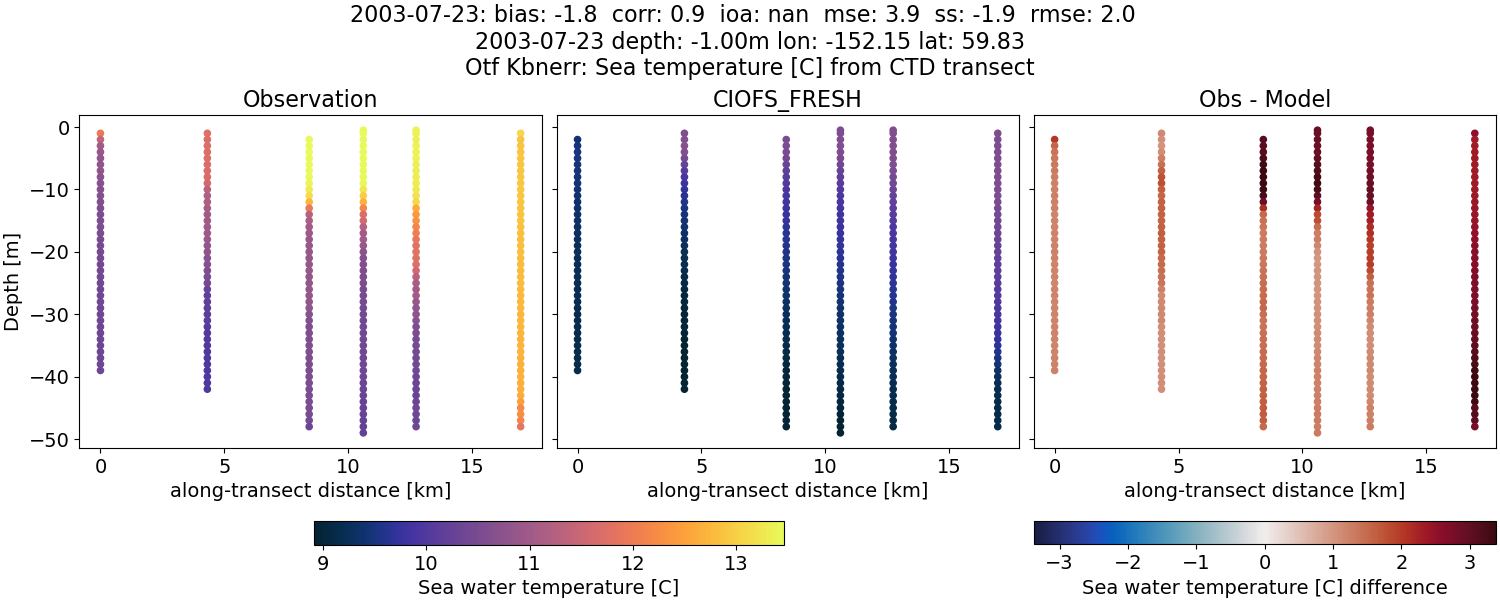 2003-07-23: bias: -1.8  corr: 0.9  ioa: nan  mse: 3.9  ss: -1.9  rmse: 2.0
2003-07-23 depth: -1.00m lon: -152.15 lat: 59.83
Otf Kbnerr: Sea temperature [C] from CTD transect
Observation
CIOFS_FRESH
Obs - Model
Depth [m]
0
−10
−20
−30
−40
−50
0 5 10 15
0 5 10 15
0 5 10 15
along-transect distance [km]
along-transect distance [km]
along-transect distance [km]
9 10 11 12 13
Sea water temperature [C]
−3 −2 −1 0 1 2 3
Sea water temperature [C] difference